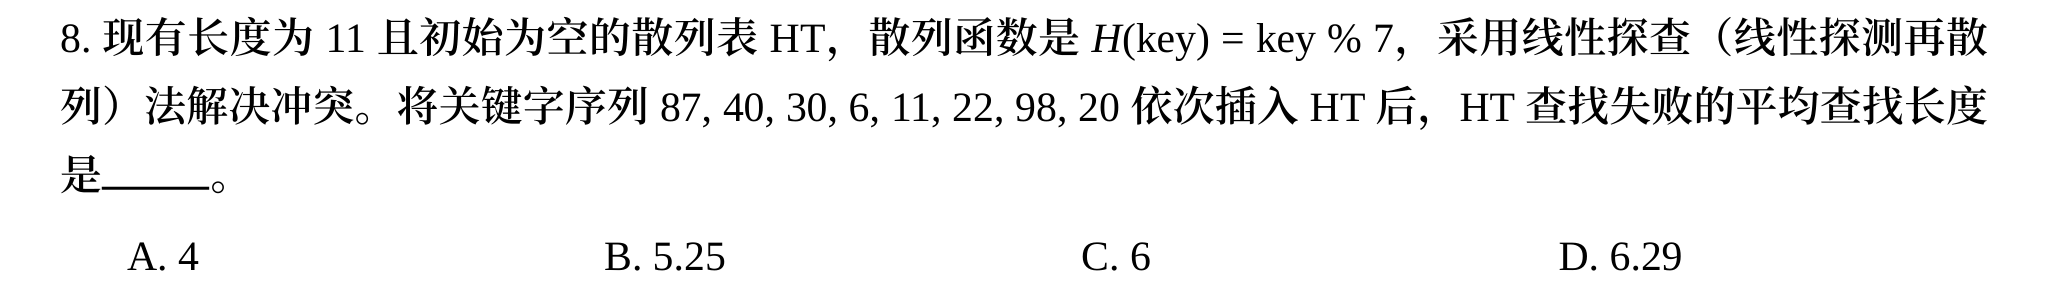 8. 现有长度为 11 且初始为空的散列表 HT，散列函数是 H(key) = key % 7，采用线性探查（线性探测再散
列）法解决冲突。将关键字序列 87, 40, 30, 6, 11, 22, 98, 20 依次插入 HT 后，HT 查找失败的平均查找长度
是_____。
A. 4 B. 5.25 C. 6 D. 6.29